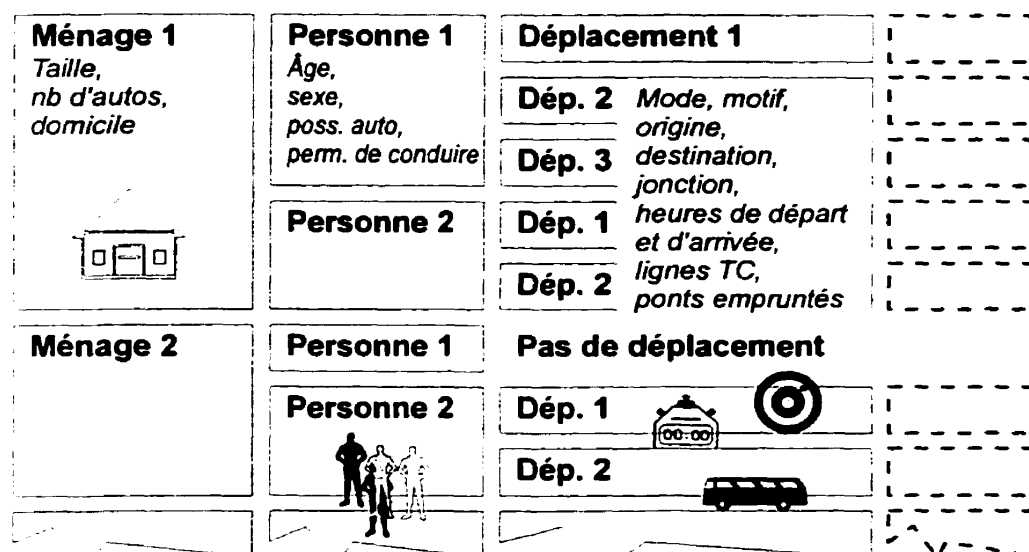 Ménage 1
Taille,
nb d'autos,
domicile
Personne 1
Âge,
sexe,
poss. auto,
perm. de conduire
Personne 2
Déplacement 1
Dép. 2
Dép. 3
Dép. 1
Dép. 2
Mode, motif,
origine,
destination,
jonction,
heures de départ
et d'arrivée,
lignes TC,
ponts empruntés
Ménage 2
Personne 1
Personne 2
Pas de déplacement
Dép. 1
00:00
Dép. 2